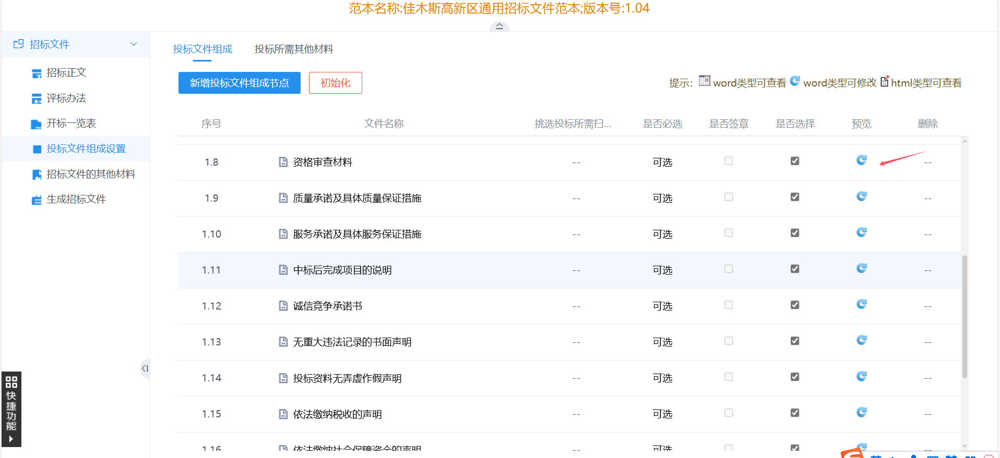 范本名称:佳木斯高新区通用招标文件范本;版本号:1.04
招标文件
招标正文
评标办法
开标一览表
投标文件组成设置
招标文件的其他材料
生成招标文件
快捷功能
投标文件组成 投标所需其他材料
新增投标文件组成节点 初始化
提示: word类型可查看 word类型可修改 html类型可查看
序号 文件名称 挑选投标所需扫... 是否必选 是否签章 是否选择 预览 删除
1.8 资格审查材料 -- 可选 --
1.9 质量承诺及具体质量保证措施 -- 可选 --
1.10 服务承诺及具体服务保证措施 -- 可选 --
1.11 中标后完成项目的说明 -- 可选 --
1.12 诚信竞争承诺书 -- 可选 --
1.13 无重大违法记录的书面声明 -- 可选 --
1.14 投标资料无弄虚作假声明 -- 可选 --
1.15 依法缴纳税收的声明 -- 可选 --
1.16 依法缴纳社会保障资金的声明 -- 可选 --